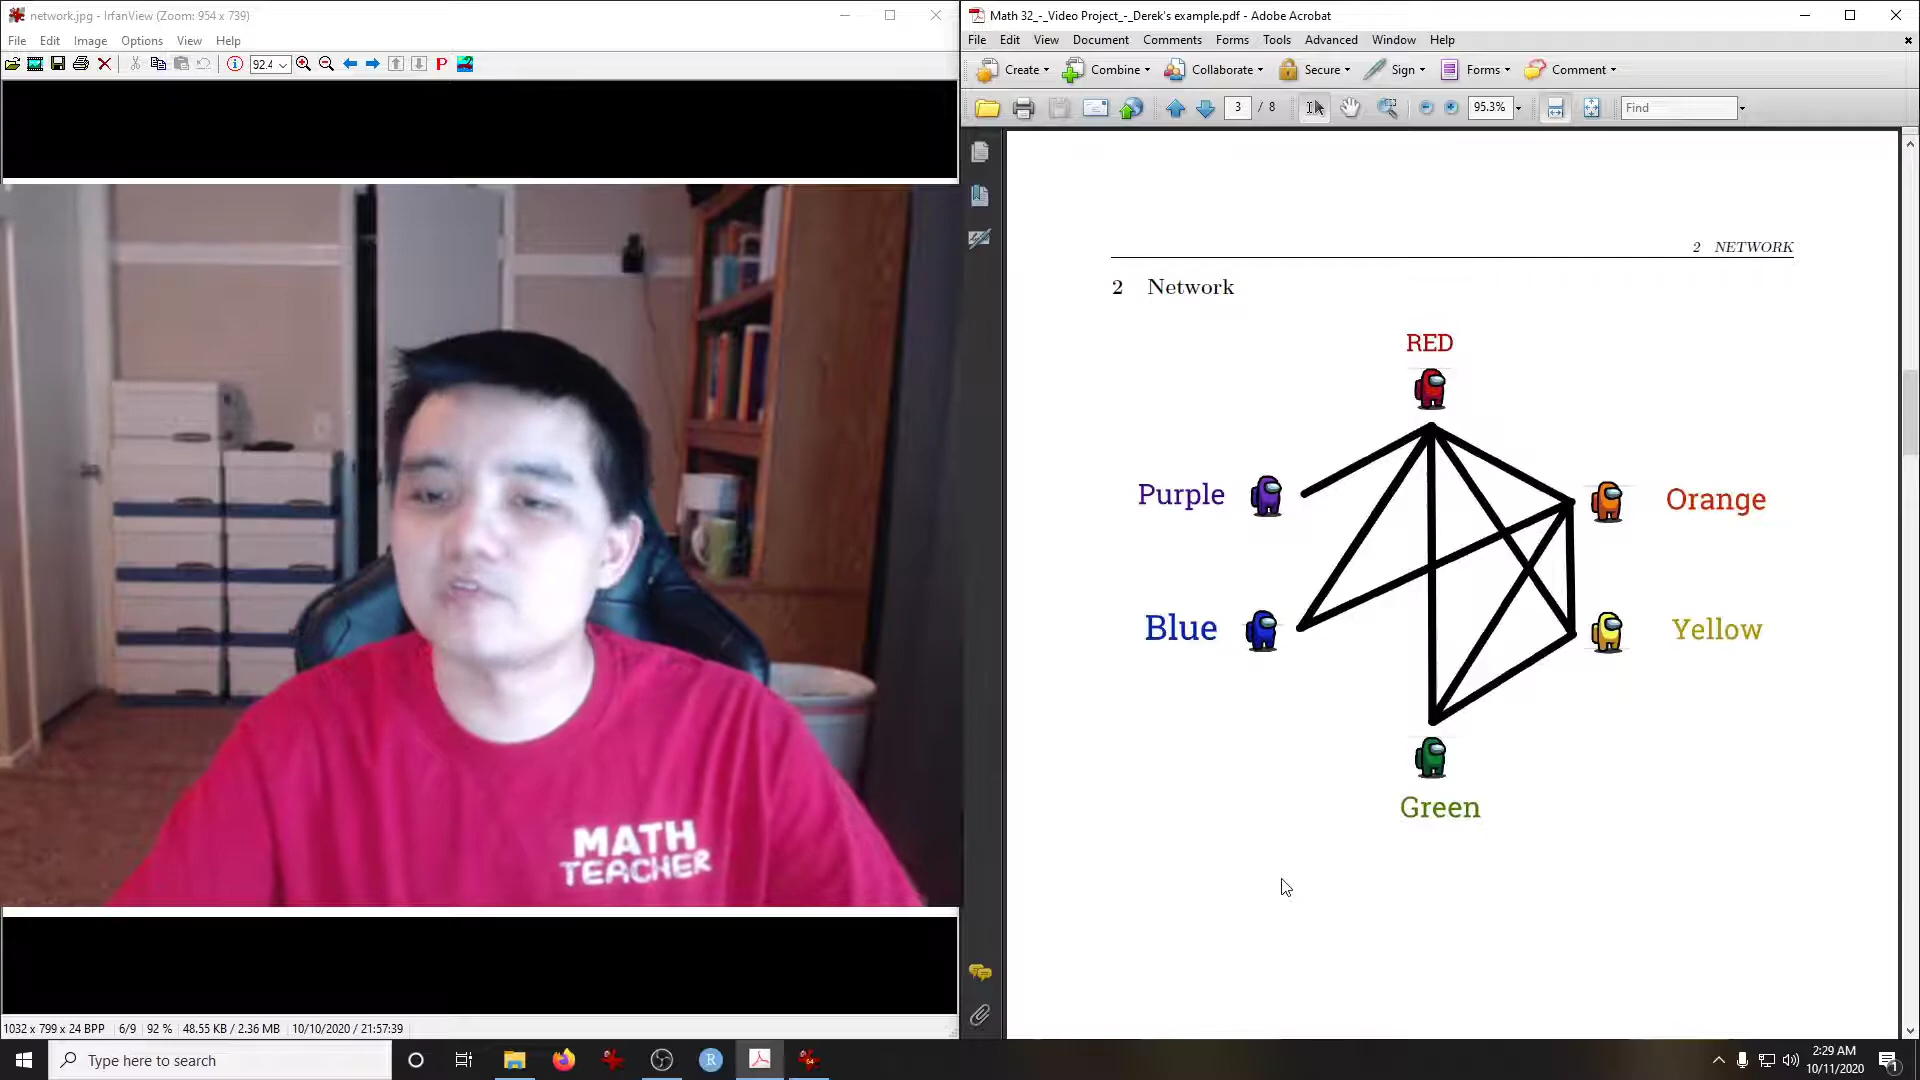 network.jpg - IrfanView (Zoom: 954 x 739)
File Edit Image Options View Help
92.4
MATH
TEACHER
1032 x 799 x 24 BPP 6/9 92 % 48.55 KB / 2.36 MB 10/10/2020 / 21:57:39
Math 32_-_Video Project_-_Derek's example.pdf - Adobe Acrobat
File Edit View Document Comments Forms Tools Advanced Window Help
Create Combine Collaborate Secure Sign Forms Comment
3 / 8 95.3% Find
2 NETWORK
2 Network
RED
Purple
Orange
Blue
Yellow
Green
Type here to search
2:29 AM
10/11/2020